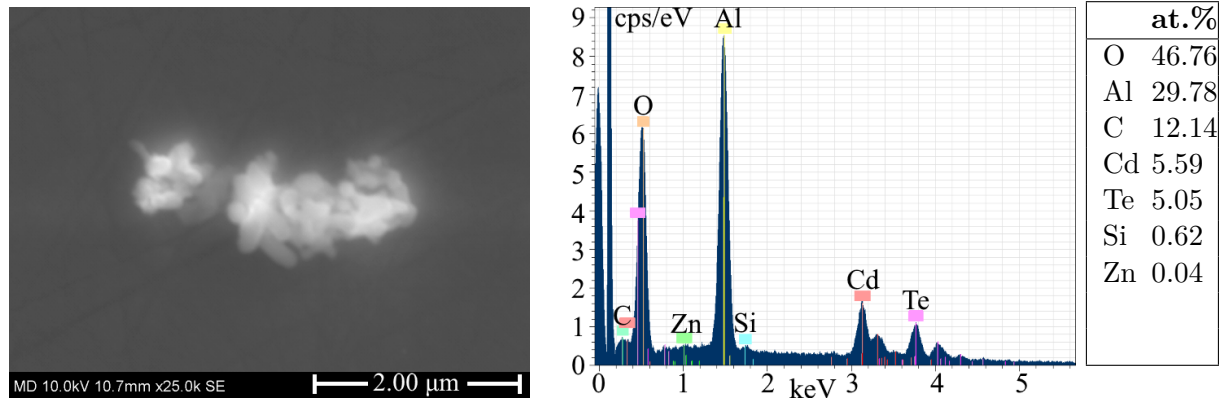 MD 10.0kV 10.7mm x25.0k SE
2.00 µm
cps/eV
9
8
7
6
5
4
3
2
1
0
Al
O
C
Zn
Si
Cd
Te
0 1 2 3 4 5
keV
at.%
O 46.76
Al 29.78
C 12.14
Cd 5.59
Te 5.05
Si 0.62
Zn 0.04